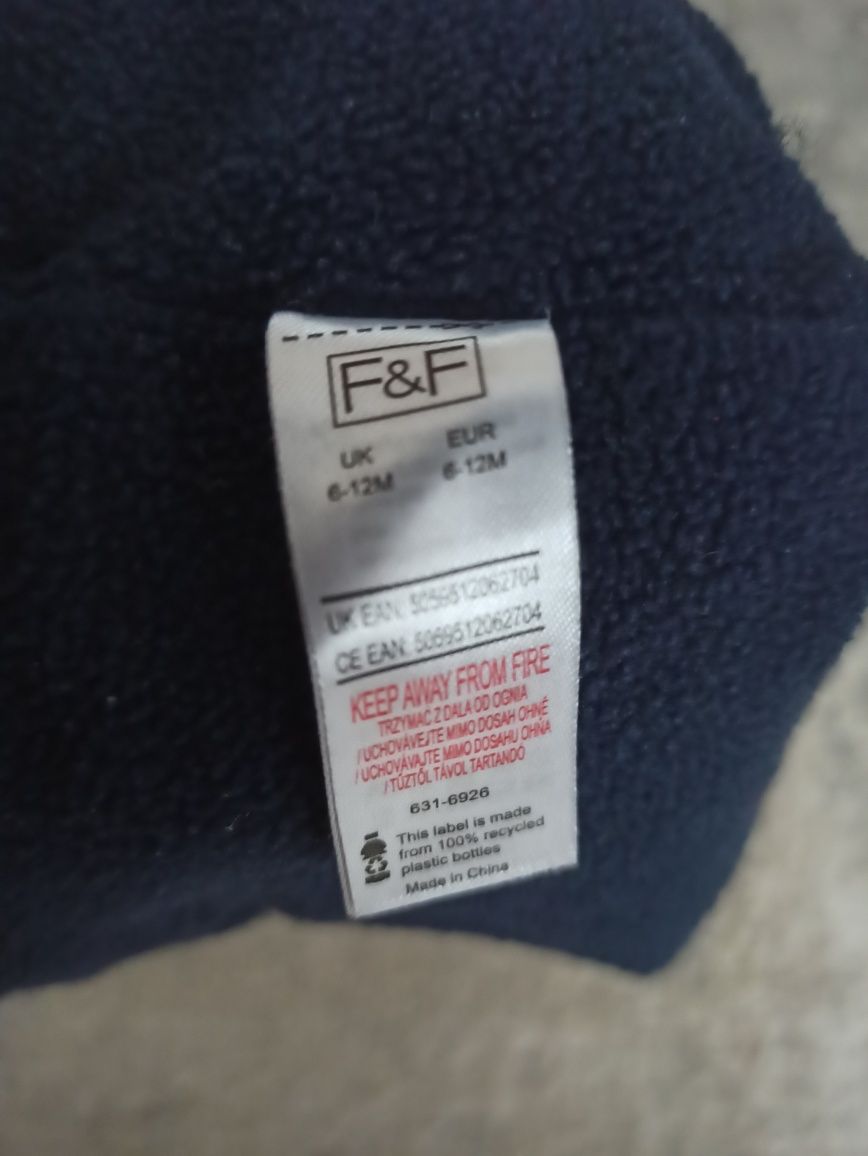 F&F
UK EUR
6-12M 6-12M
UK EAN: 5059512062704
CE EAN: 5059512062704
KEEP AWAY FROM FIRE
TRZYMAĆ Z DALA OD OGNIA
/ UCHOVÁVEJTE MIMO DOSAH OHNĚ
/ UCHOVÁVAJTE MIMO DOSAHU OHŇA
/ TŰZTŐL TÁVOL TARTANDÓ
631-6926
This label is made
from 100% recycled
plastic bottles
Made in China